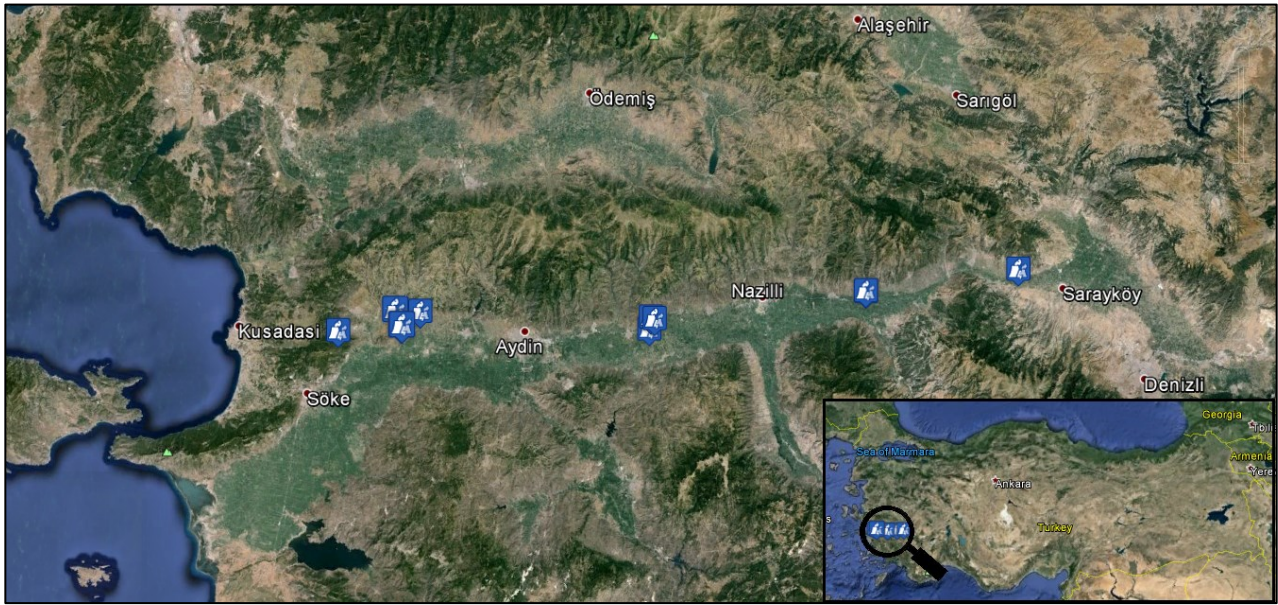 Alaşehir
Ödemiş
Sarıgöl
Nazilli
Sarayköy
Kusadasi
Aydin
Söke
Denizli
Georgia
Sea of Marmara
Armenia
Ankara
Turkey